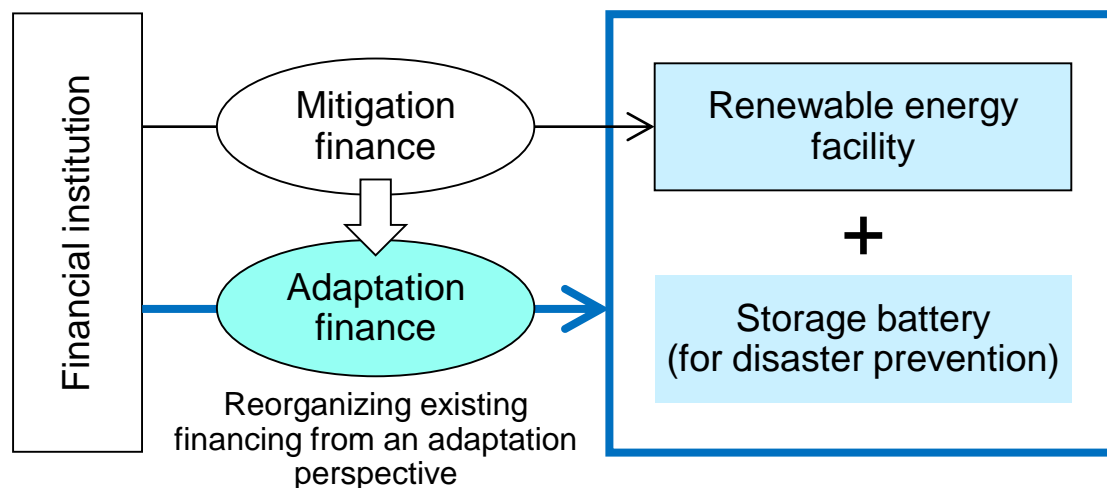 Financial institution
Mitigation
finance
Adaptation
finance
Reorganizing existing
financing from an adaptation
perspective
Renewable energy
facility
+
Storage battery
(for disaster prevention)